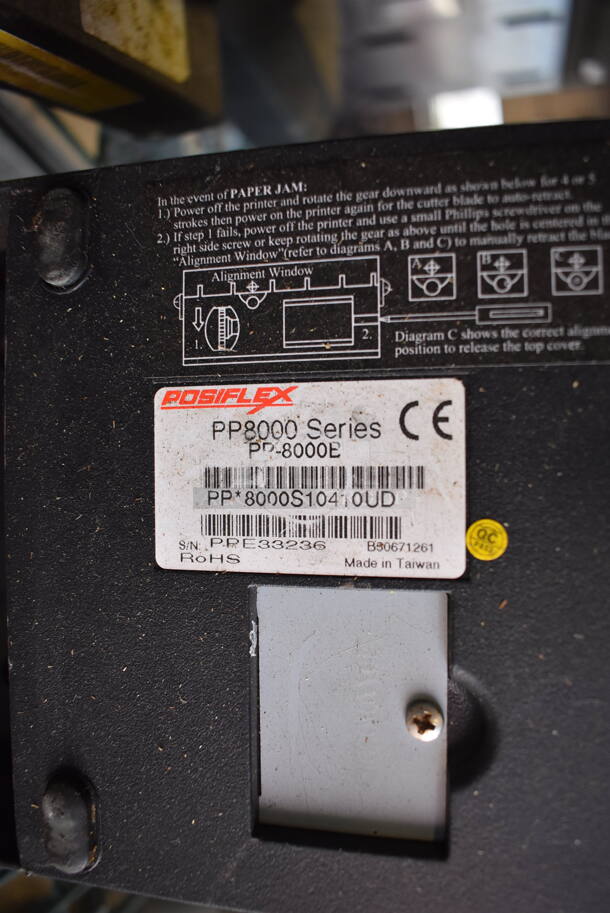 In the event of PAPER JAM:
1.) Power off the printer and rotate the gear downward as shown below for 4 or 5
strokes then power on the printer again for the cutter blade to auto-retract.
2.) If step 1 fails, power off the printer and use a small Phillips screwdriver on the
right side screw or keep rotating the gear as above until the hole is centered in
"Alignment Window"(refer to diagrams A, B and C) to manually retract the
Alignment Window
A B C
1. 2.
Diagram C shows the correct
position to release the top cover.
POSIFLEX
PP8000 Series CE
PP-8000E
PP*8000S10410UD
S/N: PPE33236 B80671261
RoHS Made in Taiwan
QC